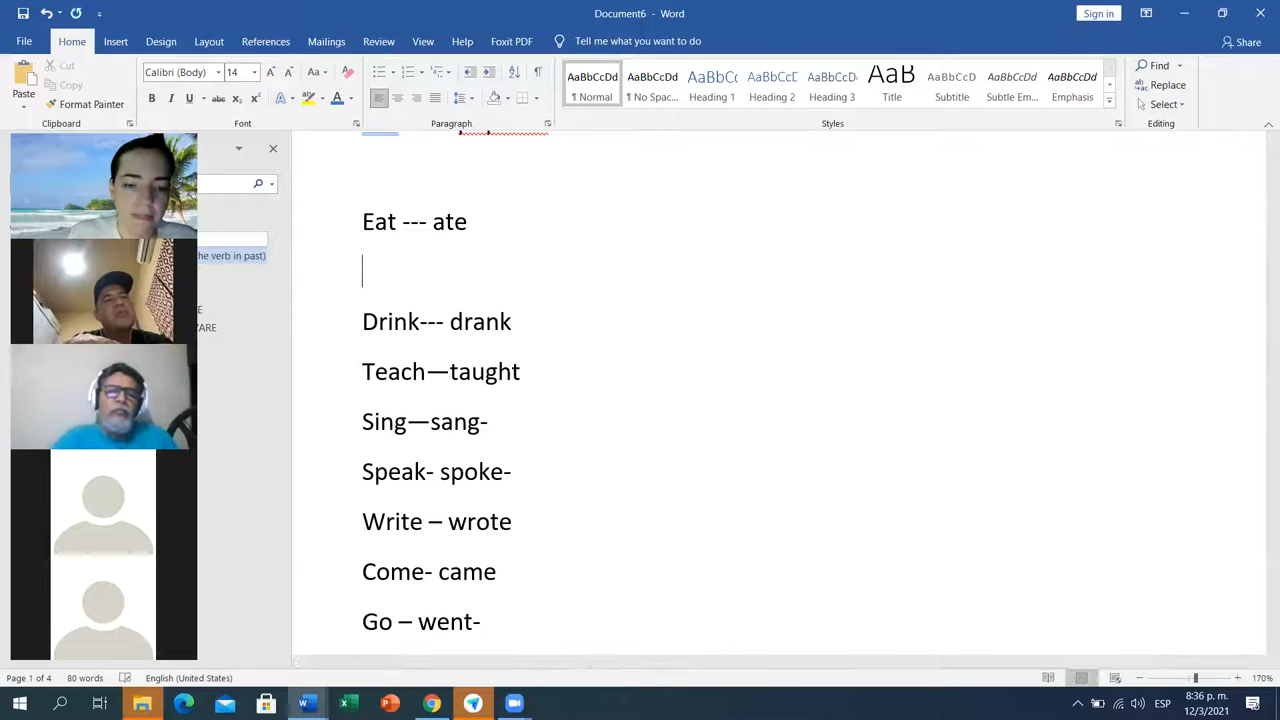 Document6 - Word
Sign in
File Home Insert Design Layout References Mailings Review View Help Foxit PDF Tell me what you want to do Share
Paste
Cut
Copy
Format Painter
Calibri (Body) 14
AaBbCcDd AaBbCcDd AaBbCc AaBbCcD AaBbCcD AaB AaBbCcD AaBbCcDd AaBbCcDd
¶ Normal ¶ No Spac... Heading 1 Heading 2 Heading 3 Title Subtitle Subtle Em... Emphasis
Find
Replace
Select
Clipboard Font Paragraph Styles Editing
he verb in past)
E
WARE
Eat --- ate
Drink--- drank
Teach—taught
Sing—sang-
Speak- spoke-
Write – wrote
Come- came
Go – went-
Page 1 of 4 80 words English (United States) 170%
ESP
8:36 p. m.
12/3/2021